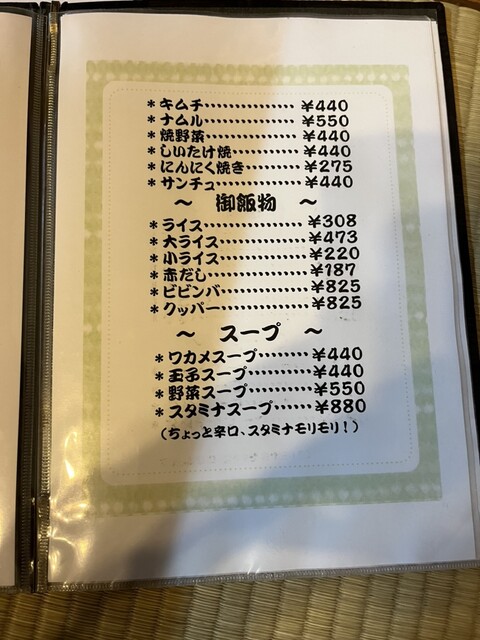 *キムチ……………¥440
*ナムル……………¥550
*焼野菜……………¥440
*しいたけ焼…………¥440
*にんにく焼き………¥275
*サンチュ……………¥440
～ 御飯物 ～
*ライス………………¥308
*大ライス……………¥473
*小ライス……………¥220
*赤だし………………¥187
*ビビンバ……………¥825
*クッパー……………¥825
～ スープ ～
*ワカメスープ………¥440
*玉子スープ…………¥440
*野菜スープ…………¥550
*スタミナスープ……¥880
(ちょっと辛口、スタミナモリモリ!)